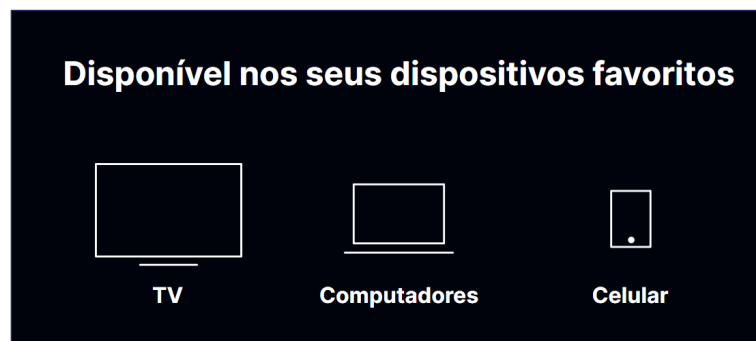 Disponível nos seus dispositivos favoritos
TV
Computadores
Celular